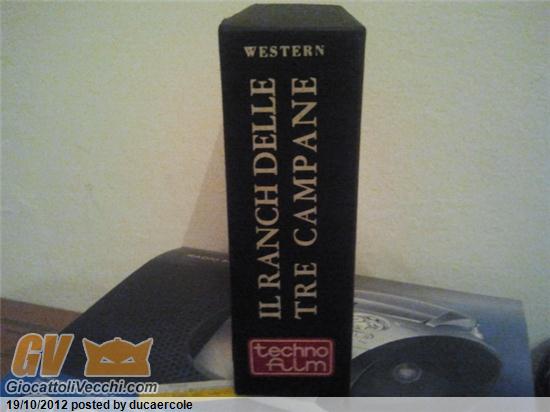 WESTERN
IL RANCH DELLE
TRE CAMPANE
techno
film
GV
GiocattoliVecchi.com
19/10/2012 posted by ducaercole